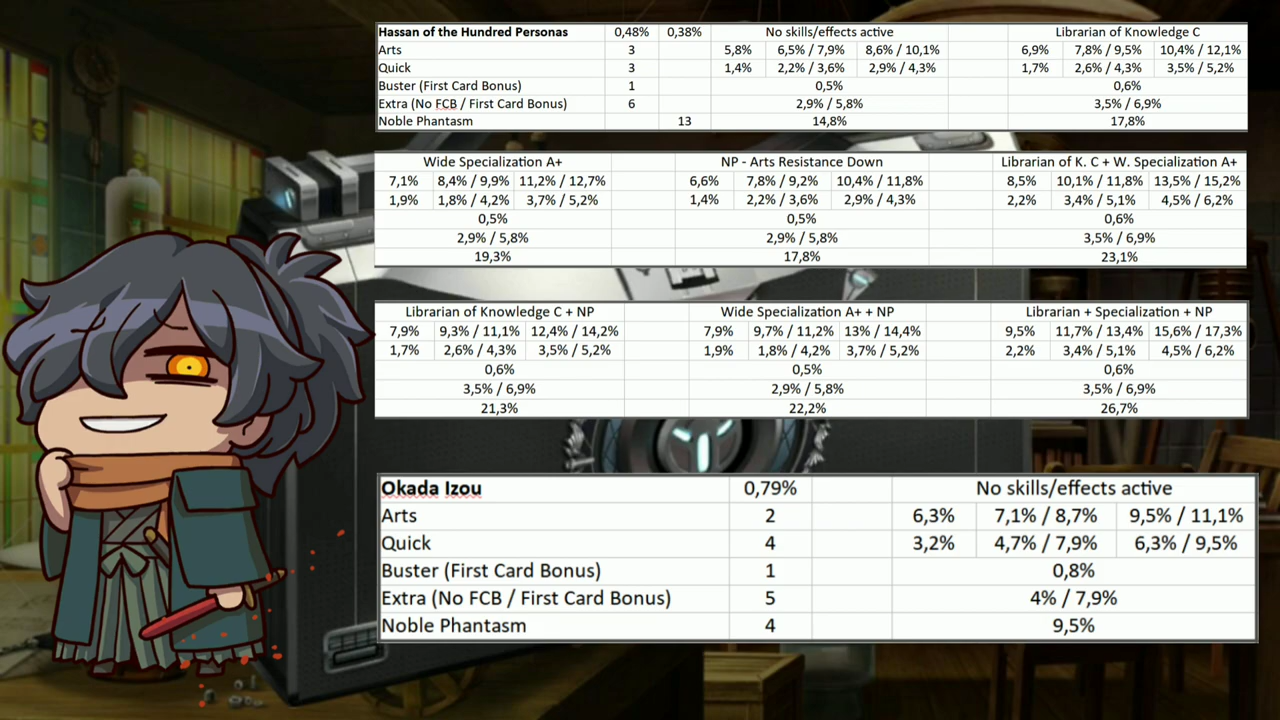 Hassan of the Hundred Personas 0,48% 0,38% No skills/effects active Librarian of Knowledge C
Arts 3 5,8% 6,5% / 7,9% 8,6% / 10,1% 6,9% 7,8% / 9,5% 10,4% / 12,1%
Quick 3 1,4% 2,2% / 3,6% 2,9% / 4,3% 1,7% 2,6% / 4,3% 3,5% / 5,2%
Buster (First Card Bonus) 1 0,5% 0,6%
Extra (No FCB / First Card Bonus) 6 2,9% / 5,8% 3,5% / 6,9%
Noble Phantasm 13 14,8% 17,8%
Wide Specialization A+ NP - Arts Resistance Down Librarian of K. C + W. Specialization A+
7,1% 8,4% / 9,9% 11,2% / 12,7% 6,6% 7,8% / 9,2% 10,4% / 11,8% 8,5% 10,1% / 11,8% 13,5% / 15,2%
1,9% 1,8% / 4,2% 3,7% / 5,2% 1,4% 2,2% / 3,6% 2,9% / 4,3% 2,2% 3,4% / 5,1% 4,5% / 6,2%
0,5% 0,5% 0,6%
2,9% / 5,8% 2,9% / 5,8% 3,5% / 6,9%
19,3% 17,8% 23,1%
Librarian of Knowledge C + NP Wide Specialization A+ + NP Librarian + Specialization + NP
7,9% 9,3% / 11,1% 12,4% / 14,2% 7,9% 9,7% / 11,2% 13% / 14,4% 9,5% 11,7% / 13,4% 15,6% / 17,3%
1,7% 2,6% / 4,3% 3,5% / 5,2% 1,9% 1,8% / 4,2% 3,7% / 5,2% 2,2% 3,4% / 5,1% 4,5% / 6,2%
0,6% 0,5% 0,6%
3,5% / 6,9% 2,9% / 5,8% 3,5% / 6,9%
21,3% 22,2% 26,7%
Okada Izou 0,79% No skills/effects active
Arts 2 6,3% 7,1% / 8,7% 9,5% / 11,1%
Quick 4 3,2% 4,7% / 7,9% 6,3% / 9,5%
Buster (First Card Bonus) 1 0,8%
Extra (No FCB / First Card Bonus) 5 4% / 7,9%
Noble Phantasm 4 9,5%